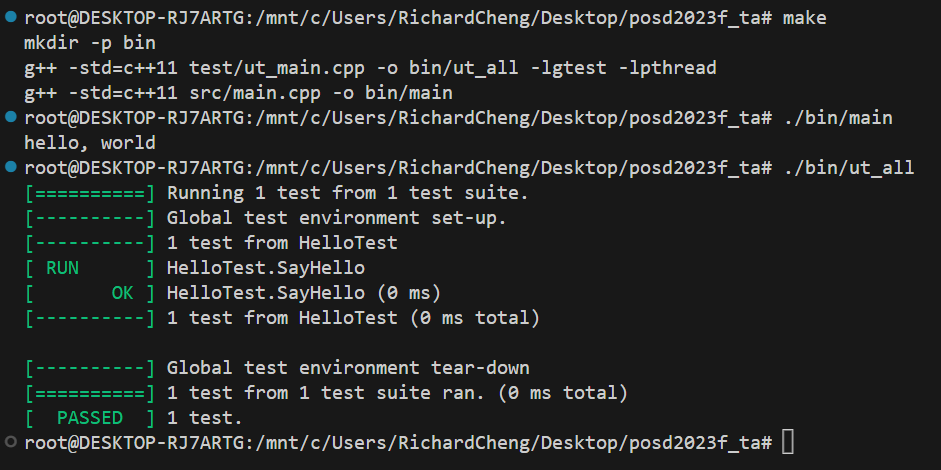 root@DESKTOP-RJ7ARTG:/mnt/c/Users/RichardCheng/Desktop/posd2023f_ta# make
mkdir -p bin
g++ -std=c++11 test/ut_main.cpp -o bin/ut_all -lgtest -lpthread
g++ -std=c++11 src/main.cpp -o bin/main
root@DESKTOP-RJ7ARTG:/mnt/c/Users/RichardCheng/Desktop/posd2023f_ta# ./bin/main
hello, world
root@DESKTOP-RJ7ARTG:/mnt/c/Users/RichardCheng/Desktop/posd2023f_ta# ./bin/ut_all
[==========] Running 1 test from 1 test suite.
[----------] Global test environment set-up.
[----------] 1 test from HelloTest
[ RUN      ] HelloTest.SayHello
[       OK ] HelloTest.SayHello (0 ms)
[----------] 1 test from HelloTest (0 ms total)

[----------] Global test environment tear-down
[==========] 1 test from 1 test suite ran. (0 ms total)
[  PASSED  ] 1 test.
root@DESKTOP-RJ7ARTG:/mnt/c/Users/RichardCheng/Desktop/posd2023f_ta#